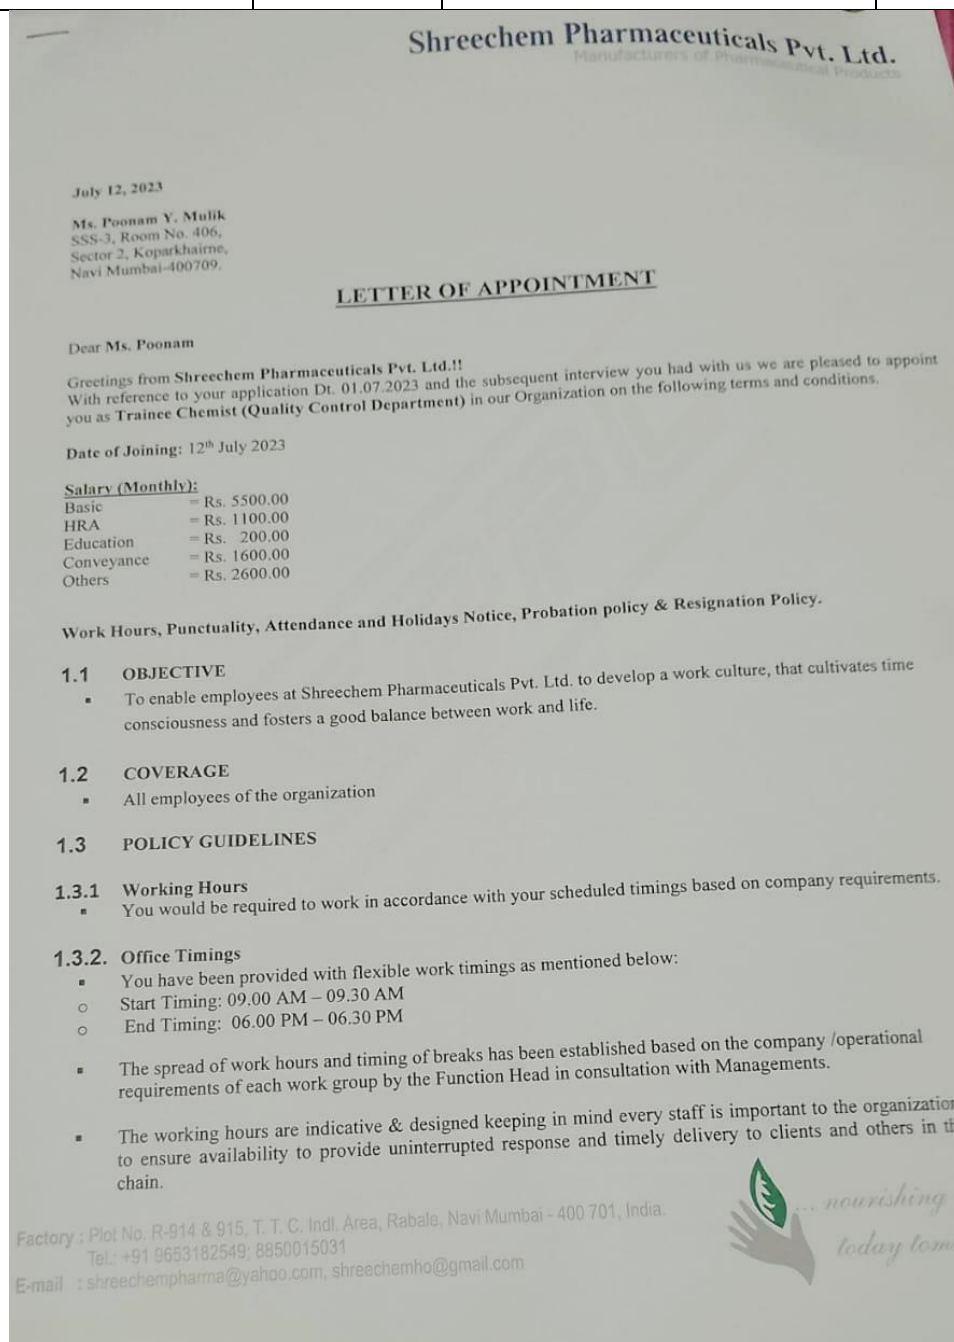 Shreechem Pharmaceuticals Pvt. Ltd.
Manufacturers of Pharmaceutical Products
July 12, 2023
Ms. Poonam Y. Mulik
SSS-3, Room No. 406,
Sector 2, Koparkhairne,
Navi Mumbai-400709.
LETTER OF APPOINTMENT
Dear Ms. Poonam
Greetings from Shreechem Pharmaceuticals Pvt. Ltd.!!
With reference to your application Dt. 01.07.2023 and the subsequent interview you had with us we are pleased to appoint
you as Trainee Chemist (Quality Control Department) in our Organization on the following terms and conditions.
Date of Joining: 12th July 2023
Salary (Monthly):
Basic = Rs. 5500.00
HRA = Rs. 1100.00
Education = Rs. 200.00
Conveyance = Rs. 1600.00
Others = Rs. 2600.00
Work Hours, Punctuality, Attendance and Holidays Notice, Probation policy & Resignation Policy.
1.1 OBJECTIVE
▪ To enable employees at Shreechem Pharmaceuticals Pvt. Ltd. to develop a work culture, that cultivates time
consciousness and fosters a good balance between work and life.
1.2 COVERAGE
▪ All employees of the organization
1.3 POLICY GUIDELINES
1.3.1 Working Hours
▪ You would be required to work in accordance with your scheduled timings based on company requirements.
1.3.2. Office Timings
▪ You have been provided with flexible work timings as mentioned below:
○ Start Timing: 09.00 AM – 09.30 AM
○ End Timing: 06.00 PM – 06.30 PM
▪ The spread of work hours and timing of breaks has been established based on the company /operational
requirements of each work group by the Function Head in consultation with Managements.
▪ The working hours are indicative & designed keeping in mind every staff is important to the organization
to ensure availability to provide uninterrupted response and timely delivery to clients and others in th
chain.
... nourishing
today tom
Factory : Plot No. R-914 & 915, T. T. C. Indl. Area, Rabale, Navi Mumbai - 400 701, India.
Tel.: +91 9653182549; 8850015031
E-mail : shreechempharma@yahoo.com, shreechemho@gmail.com